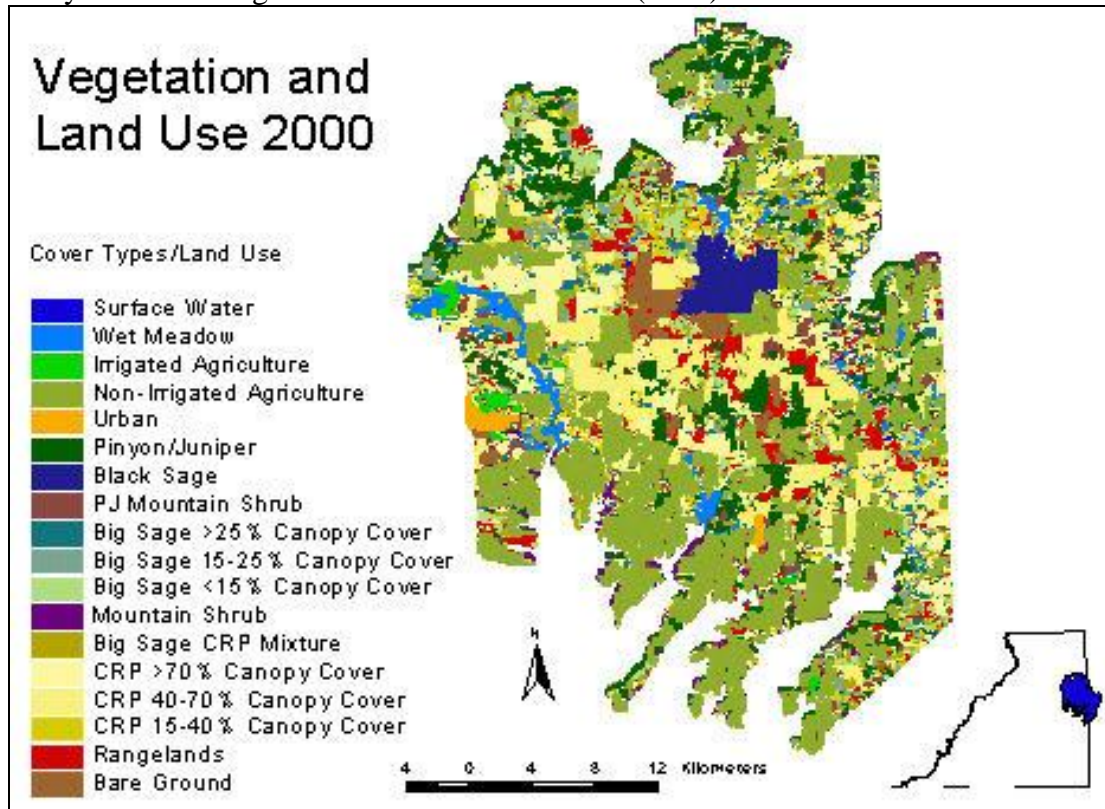 Vegetation and
Land Use 2000
Cover Types/Land Use
Surface Water
Wet Meadow
Irrigated Agriculture
Non-Irrigated Agriculture
Urban
Pinyon/Juniper
Black Sage
PJ Mountain Shrub
Big Sage >25% Canopy Cover
Big Sage 15-25% Canopy Cover
Big Sage <15% Canopy Cover
Mountain Shrub
Big Sage CRP Mixture
CRP >70% Canopy Cover
CRP 40-70% Canopy Cover
CRP 15-40% Canopy Cover
Rangelands
Bare Ground
N
4 0 4 8 12 Kilometers